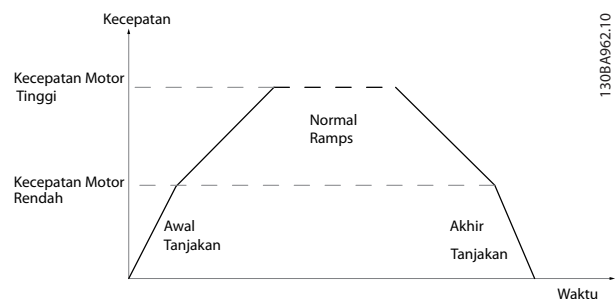 Kecepatan
130BA962.10
Kecepatan Motor
Tinggi
Normal
Ramps
Kecepatan Motor
Rendah
Awal
Tanjakan
Akhir
Tanjakan
Waktu